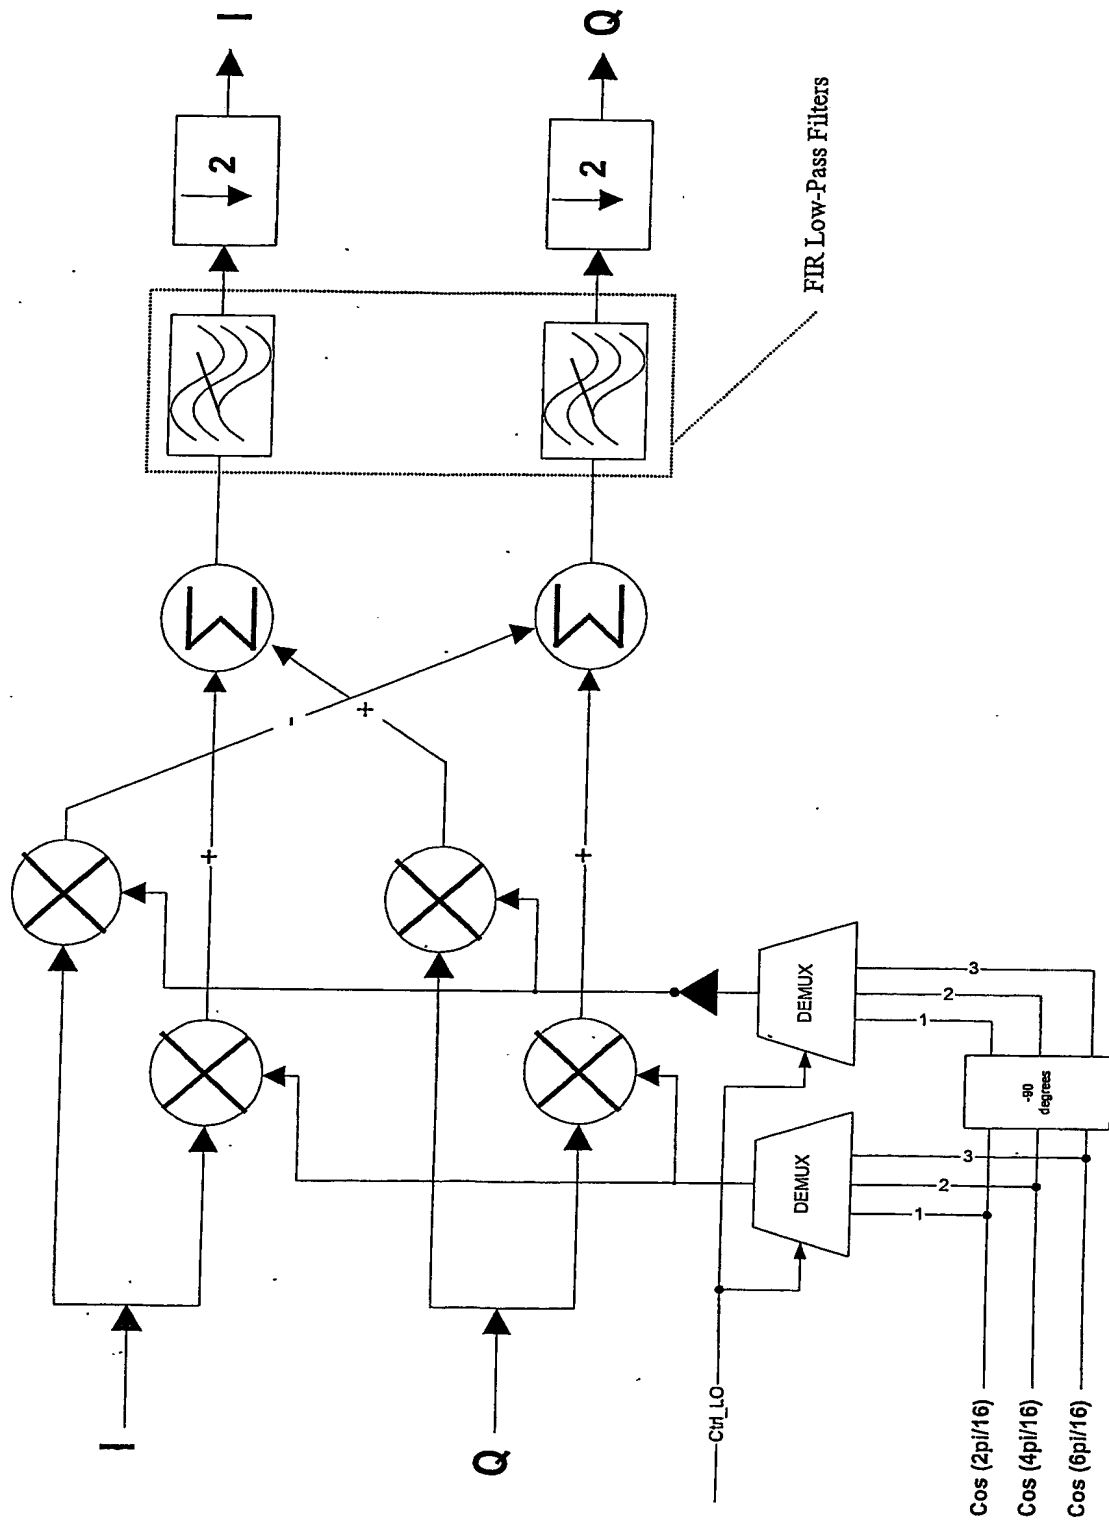 I
Q
Ctrl_LO
Cos (2pi/16)
Cos (4pi/16)
Cos (6pi/16)
DEMUX
1
2
3
-90
degrees
DEMUX
1
2
3
+
+
-
+
Σ
Σ
FIR Low-Pass Filters
2
2
I
Q